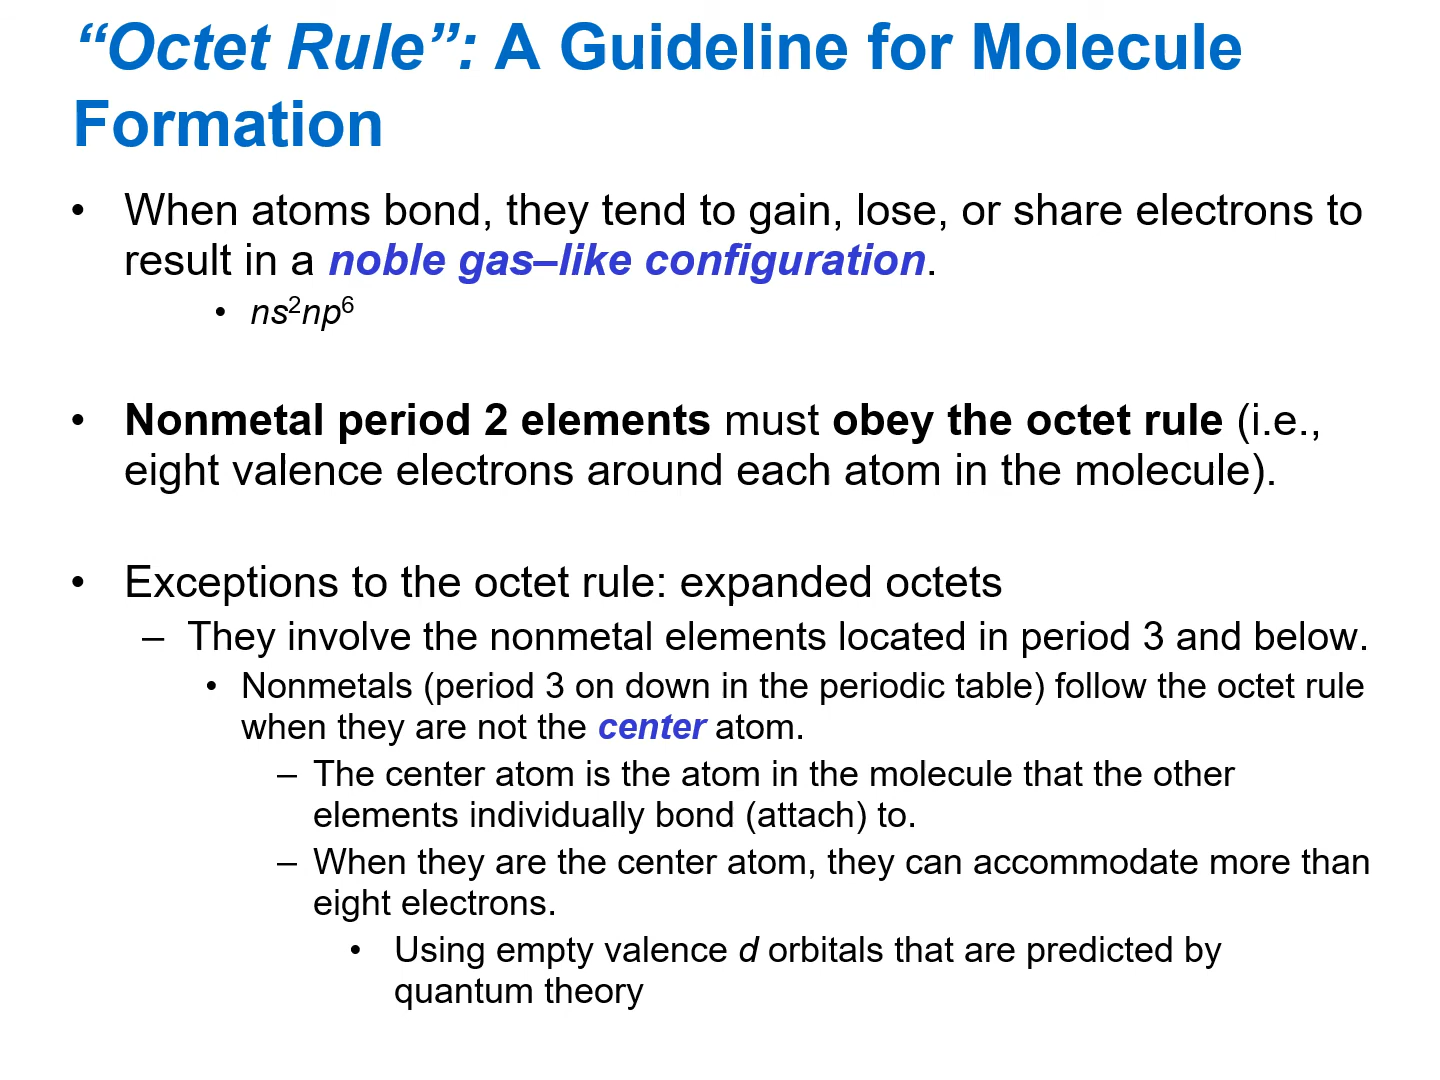 “Octet Rule”: A Guideline for Molecule
Formation
• When atoms bond, they tend to gain, lose, or share electrons to
result in a noble gas–like configuration.
• ns²np⁶
• Nonmetal period 2 elements must obey the octet rule (i.e.,
eight valence electrons around each atom in the molecule).
• Exceptions to the octet rule: expanded octets
– They involve the nonmetal elements located in period 3 and below.
• Nonmetals (period 3 on down in the periodic table) follow the octet rule
when they are not the center atom.
– The center atom is the atom in the molecule that the other
elements individually bond (attach) to.
– When they are the center atom, they can accommodate more than
eight electrons.
• Using empty valence d orbitals that are predicted by
quantum theory